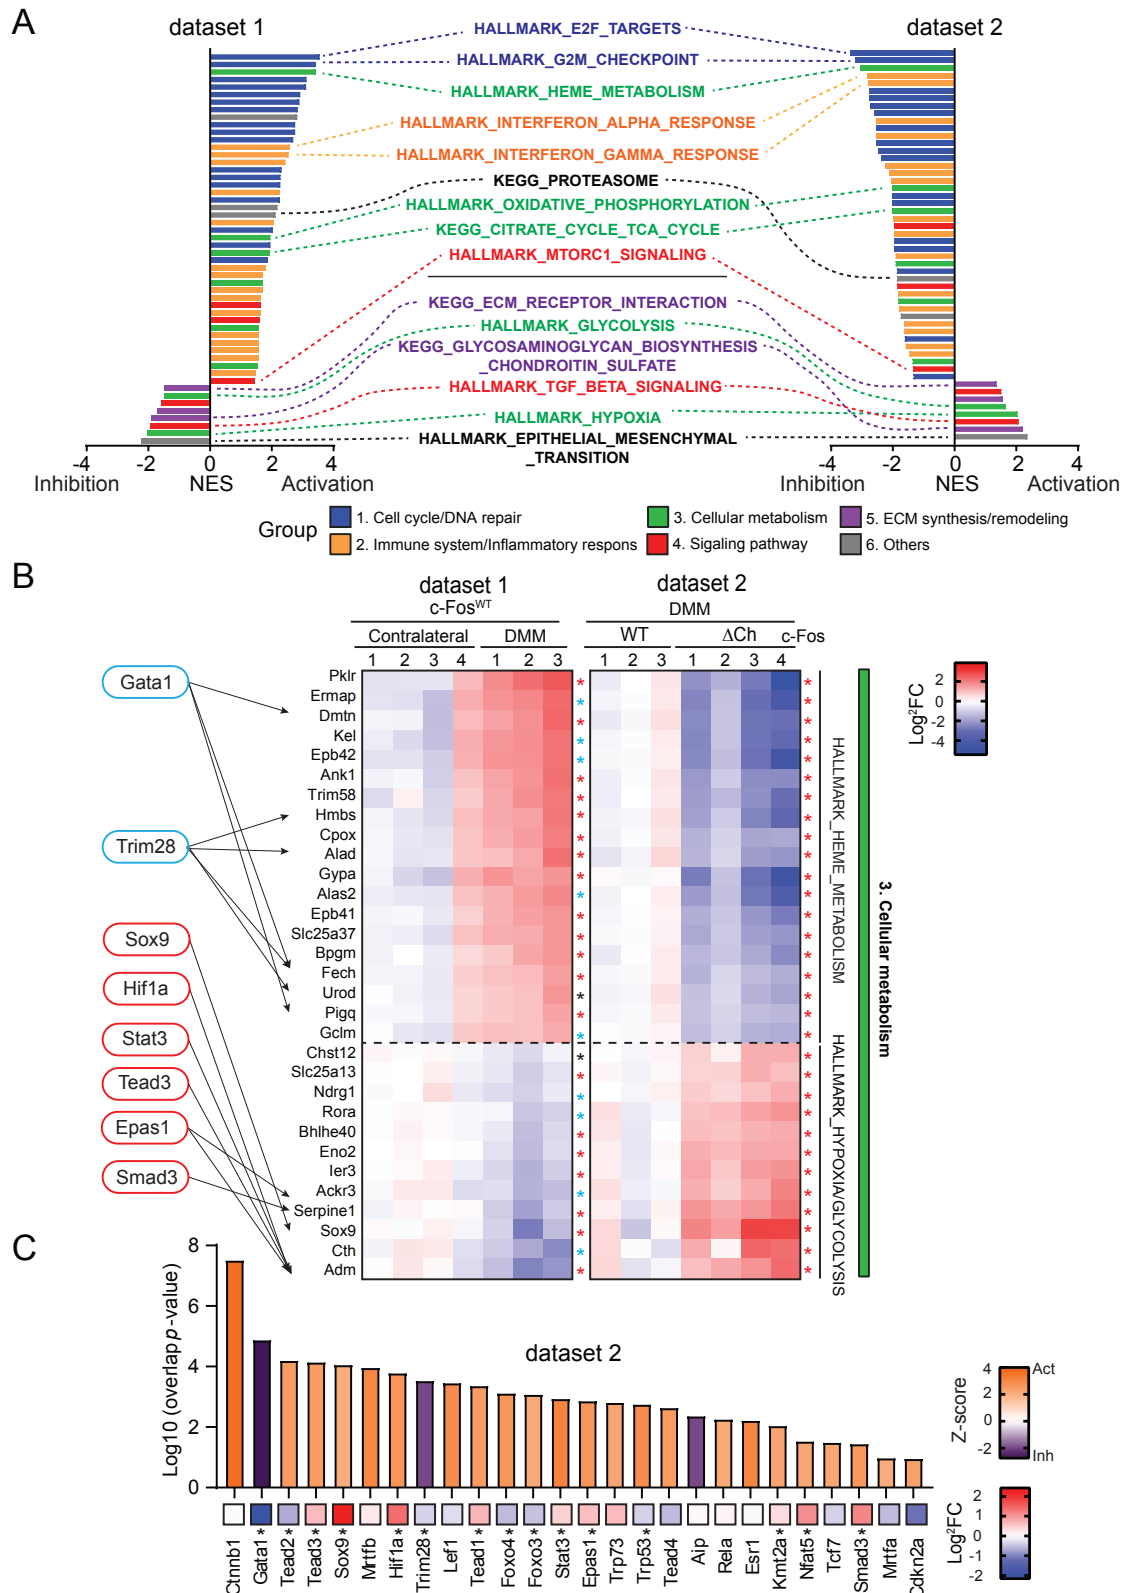 A
dataset 1
dataset 2
HALLMARK_E2F_TARGETS
HALLMARK_G2M_CHECKPOINT
HALLMARK_HEME_METABOLISM
HALLMARK_INTERFERON_ALPHA_RESPONSE
HALLMARK_INTERFERON_GAMMA_RESPONSE
KEGG_PROTEASOME
HALLMARK_OXIDATIVE_PHOSPHORYLATION
KEGG_CITRATE_CYCLE_TCA_CYCLE
HALLMARK_MTORC1_SIGNALING
KEGG_ECM_RECEPTOR_INTERACTION
HALLMARK_GLYCOLYSIS
KEGG_GLYCOSAMINOGLYCAN_BIOSYNTHESIS
_CHONDROITIN_SULFATE
HALLMARK_TGF_BETA_SIGNALING
HALLMARK_HYPOXIA
HALLMARK_EPITHELIAL_MESENCHYMAL
_TRANSITION
-4 -2 0 2 4
Inhibition NES Activation
-4 -2 0 2 4
Inhibition NES Activation
Group
1. Cell cycle/DNA repair
2. Immune system/Inflammatory respons
3. Cellular metabolism
4. Sigaling pathway
5. ECM synthesis/remodeling
6. Others
B
dataset 1
dataset 2
c-FosWT
DMM
Contralateral DMM
WT ΔCh c-Fos
1 2 3 4 1 2 3
1 2 3 1 2 3 4
Gata1
Trim28
Sox9
Hif1a
Stat3
Tead3
Epas1
Smad3
Pklr *
*
Ermap *
*
Dmtn *
*
Kel *
*
Epb42 *
*
Ank1 *
*
Trim58 *
*
Hmbs *
*
Cpox *
*
Alad *
*
Gypa *
*
Alas2 *
*
Epb41 *
*
Slc25a37 *
*
Bpgm *
*
Fech *
*
Urod *
*
Pigq *
*
Gclm *
*
Chst12 *
*
Slc25a13 *
*
Ndrg1 *
*
Rora *
*
Bhlhe40 *
*
Eno2 *
*
Ier3 *
*
Ackr3 *
*
Serpine1 *
*
Sox9 *
*
Cth *
*
Adm *
*
HALLMARK_HEME_METABOLISM
HALLMARK_HYPOXIA/GLYCOLYSIS
3. Cellular metabolism
Log2FC
2
0
-2
-4
C
dataset 2
Log10 (overlap p-value)
8
6
4
2
0
Ctnnb1
Gata1 *
Tead2 *
Tead3 *
Sox9 *
Mrtfb
Hif1a *
Trim28 *
Lef1
Tead1 *
Foxo4 *
Foxo3 *
Stat3 *
Epas1 *
Trp73
Trp53 *
Tead4
Aip
Rela
Esr1
Kmt2a *
Nfat5 *
Tcf7
Smad3 *
Mrtfa
Cdkn2a
Z-score
4
2
0
-2
Act
Inh
Log2FC
2
1
0
-1
-2